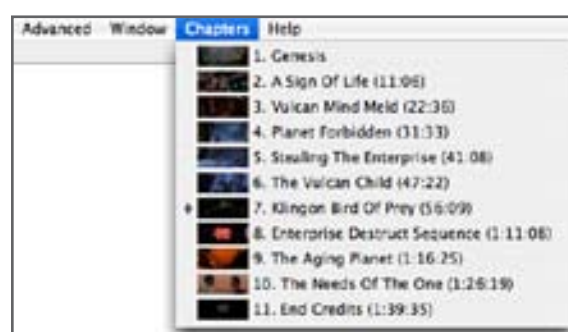 Advanced Window Chapters Help
1. Genesis
2. A Sign Of Life (11:06)
3. Vulcan Mind Meld (22:36)
4. Planet Forbidden (31:33)
5. Stealing The Enterprise (41:08)
6. The Vulcan Child (47:22)
7. Klingon Bird Of Prey (56:09)
8. Enterprise Destruct Sequence (1:11:08)
9. The Aging Planet (1:16:25)
10. The Needs Of The One (1:26:19)
11. End Credits (1:39:35)